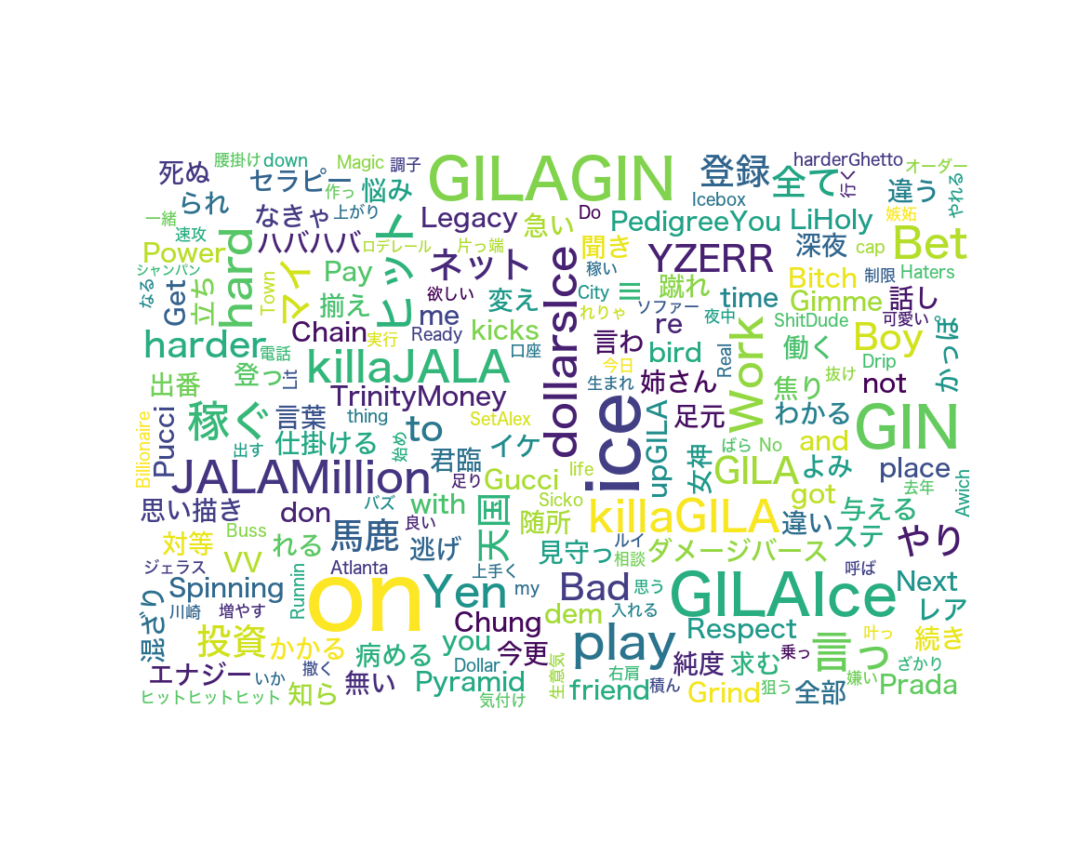 腰掛け down Magic 調子 GILAGIN 登録 harderGhetto オーダー
死ぬ セラピー 作っ 悩み 全て 違う 行く やれる
られ なきゃ 上がり Legacy 急い Do Icebox 嫉妬
一緒 速攻 ハバハバ ヒット ロデレール 片っ端 PedigreeYou LiHoly 深夜 cap Bet
Power hard マイ ネット 聞き YZERR Bitch 制限 Haters
シャンパン なる Get 立ち Town Pay 欲しい 変え dollarsIce 稼い City Ill ソファー 蹴れ time Gimme 話し
揃え me kicks れりゃ re 夜中 ShitDude 可愛い かっぽ
harder 電話 Chain 実行 Ready 口座 言わ bird Real Work 働く Boy Drip
出番 登っ Lit killaJALA 今日 生まれ 姉さん 焦り 抜け not
Billionaire Pucci 稼ぐ 言葉 TrinityMoney thing SetAlex ice 足元 わかる GIN
出す 仕掛ける 始め to イケ upGILA ばら No and
JALAMillion 君臨 足り Gucci life 女神 GILA よみ place
思い描き don バズ with 良い 天国 Sicko 随所 killaGILA got 去年 Awich
対等 Buss れる 馬鹿 逃げ 見守っ ルイ 相談 ダメージバース 違い 与える ステ やり
ジェラス VV Atlanta 上手く 呼ば
混ざり Spinning Runnin on Yen my Bad 思う GILAIce Next
川崎 増やす Chung dem 入れる レア
投資 かかる you 今更 play Respect 言っ 叶っ 続き
エナジー 撒く 病める Dollar 生意気 右肩 純度 求む 乗っ ざかり
いか 無い Pyramid friend 積ん Grind 狙う 全部 嫌い Prada
ヒットヒットヒット 知ら 気付け